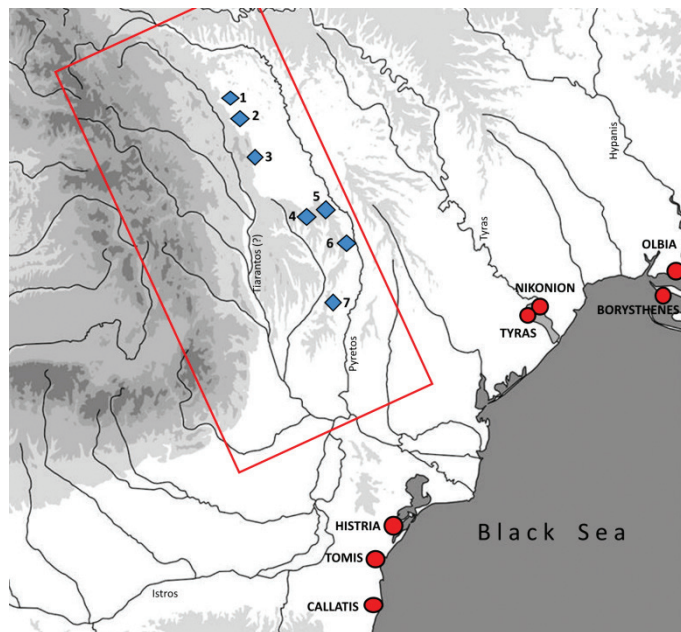 1
2
3
4
5
6
7
Tiarantos (?)
Pyretos
Tyras
Hypanis
OLBIA
NIKONION
BORYSTHENES
TYRAS
HISTRIA
Black Sea
TOMIS
Istros
CALLATIS